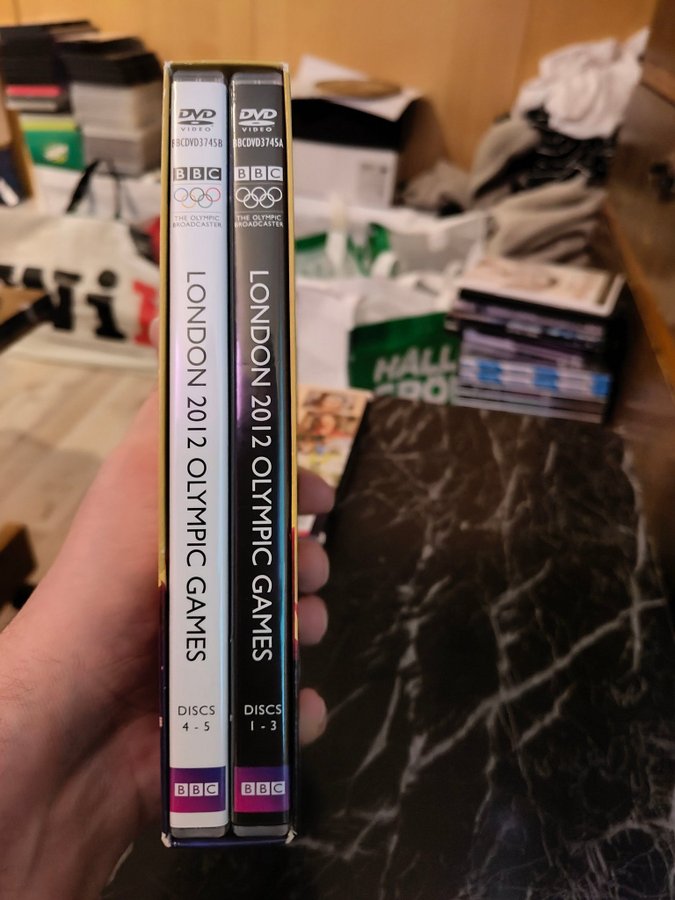 DVD
VIDEO
BBCDVD3745B
BBC
THE OLYMPIC
BROADCASTER
LONDON 2012 OLYMPIC GAMES
DISCS
4 - 5
BBC
DVD
VIDEO
BBCDVD3745A
BBC
THE OLYMPIC
BROADCASTER
LONDON 2012 OLYMPIC GAMES
DISCS
1 - 3
BBC
HALL